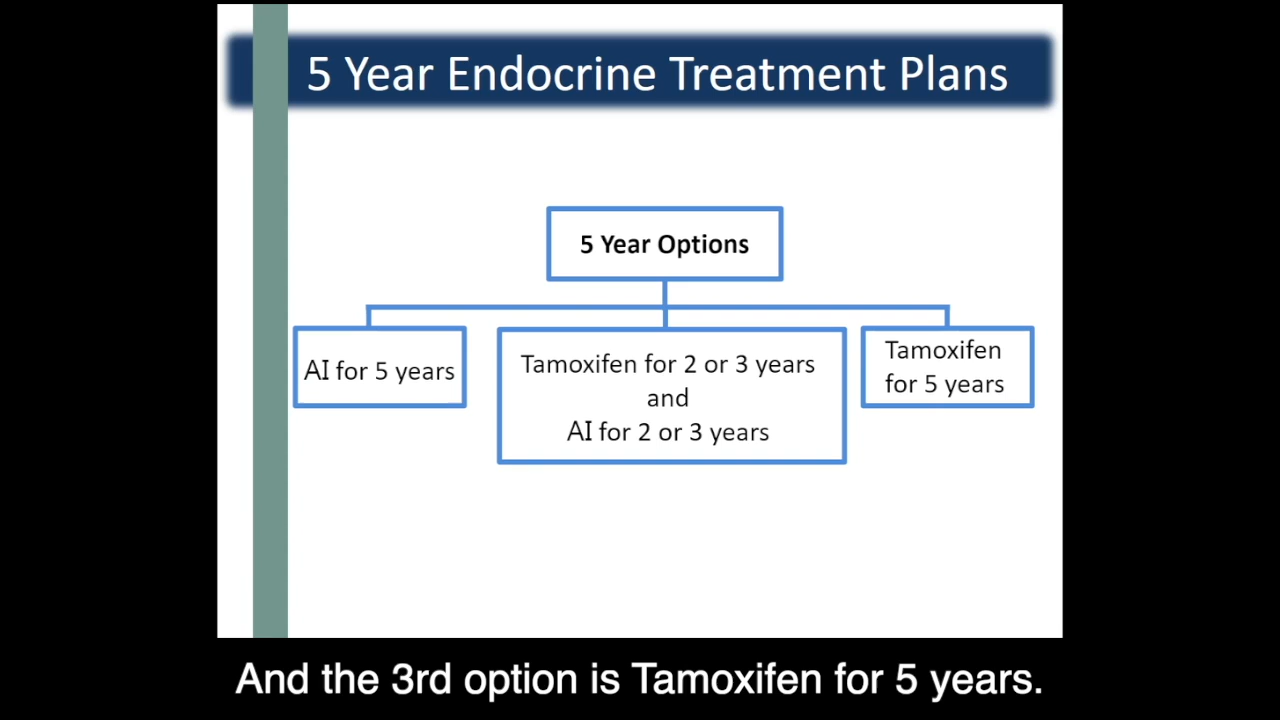 5 Year Endocrine Treatment Plans
5 Year Options
AI for 5 years
Tamoxifen for 2 or 3 years
and
AI for 2 or 3 years
Tamoxifen
for 5 years
And the 3rd option is Tamoxifen for 5 years.